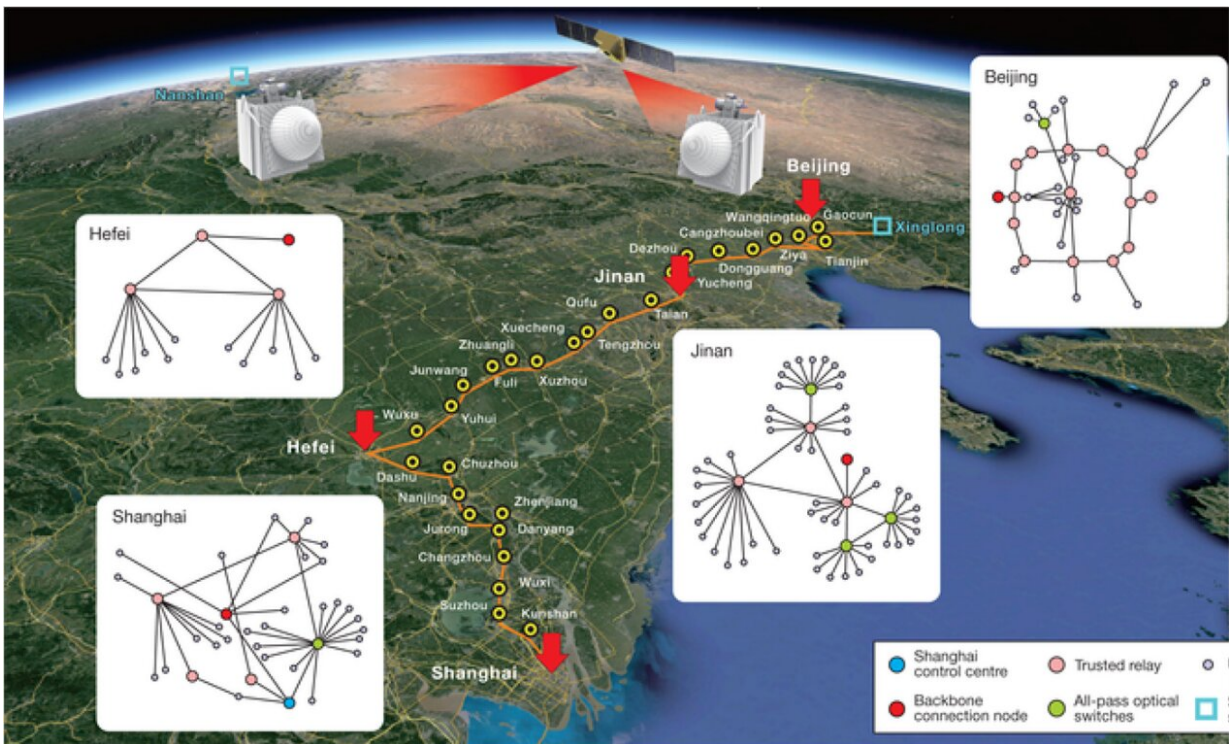 Nanshan
Beijing
Beijing
Wangqingtuo
Gaocun
Cangzhoubei
Xinglong
Dezhou
Ziya
Tianjin
Dongguang
Jinan
Yucheng
Hefei
Qufu
Taian
Xuecheng
Tengzhou
Jinan
Zhuangli
Junwang
Fuli
Xuzhou
Wuxu
Yuhui
Hefei
Chuzhou
Dashu
Nanjing
Zhenjiang
Shanghai
Jurong
Danyang
Changzhou
Wuxi
Suzhou
Kunshan
Shanghai
Shanghai
control centre
Trusted relay
Backbone
connection node
All-pass optical
switches